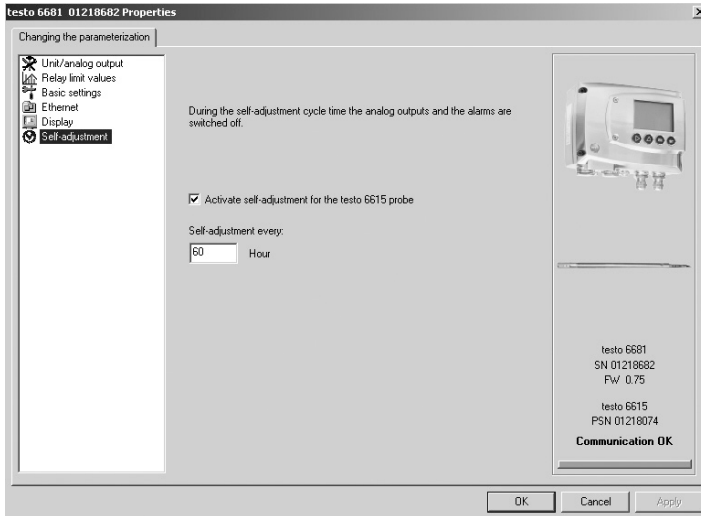 testo 6681 01218682 Properties
Changing the parameterization
Unit/analog output
Relay limit values
Basic settings
Ethernet
Display
Self-adjustment
During the self-adjustment cycle time the analog outputs and the alarms are
switched off.
Activate self-adjustment for the testo 6615 probe
Self-adjustment every:
60 Hour
testo 6681
SN 01218682
FW 0.75
testo 6615
PSN 01218074
Communication OK
OK Cancel Apply